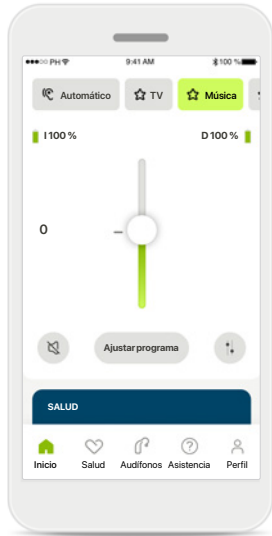 PH 9:41 AM 100 %
Automático TV Música
I 100 % D 100 %
0
Ajustar programa
SALUD
Inicio Salud Audífonos Asistencia Perfil